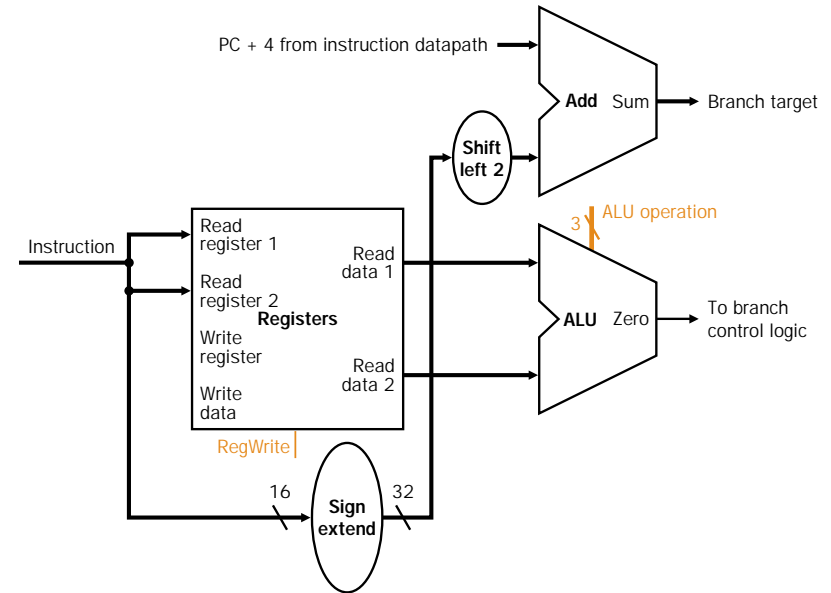 PC + 4 from instruction datapath
Add
Sum
Branch target
Shift
left 2
3
ALU operation
Instruction
Read
register 1
Read
data 1
Read
register 2
Registers
Write
register
Read
data 2
Write
data
ALU
Zero
To branch
control logic
RegWrite
16
Sign
extend
32